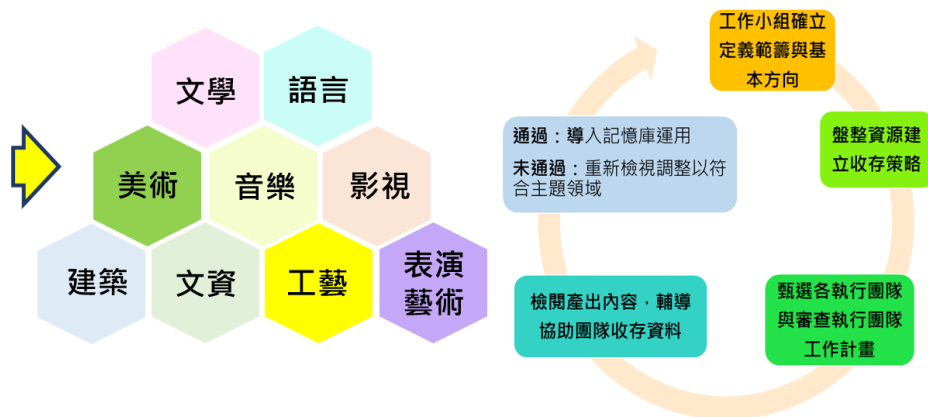 文學
語言
美術
音樂
影視
建築
文資
工藝
表演
藝術
工作小組確立
定義範籌與基
本方向
盤整資源建
立收存策略
甄選各執行團隊
與審查執行團隊
工作計畫
檢閱產出內容，輔導
協助團隊收存資料
通過：導入記憶庫運用
未通過：重新檢視調整以符
合主題領域